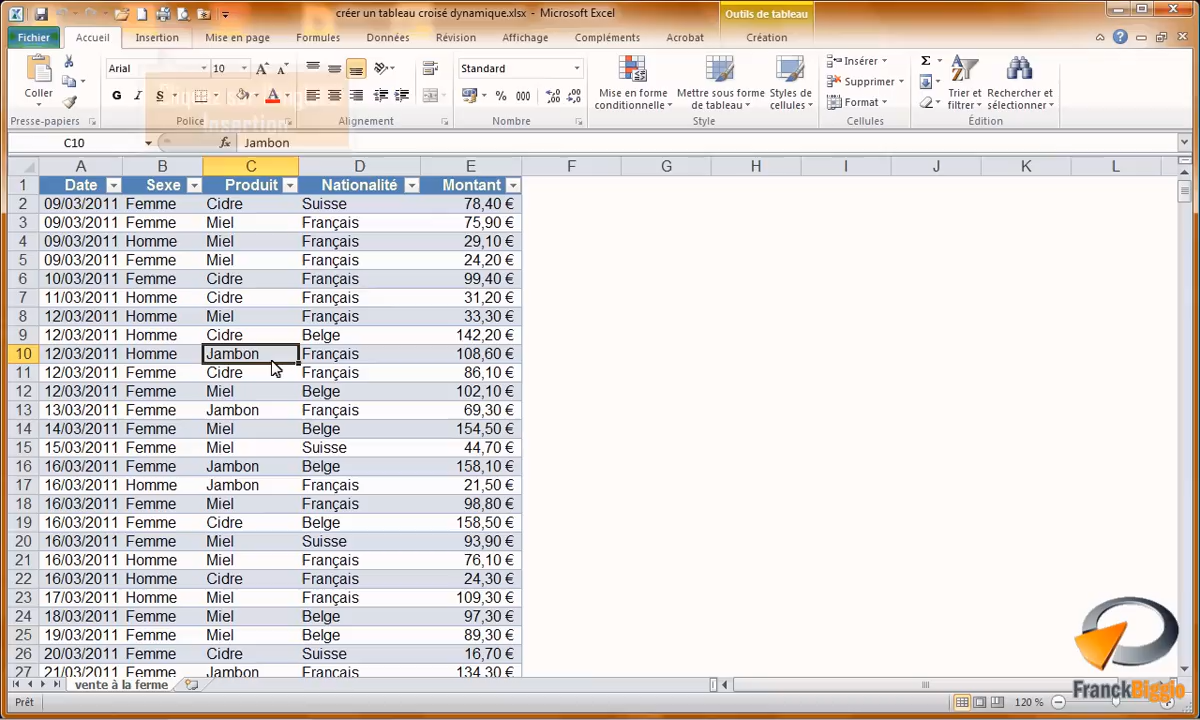 créer un tableau croisé dynamique.xlsx - Microsoft Excel
Outils de tableau
Fichier Accueil Insertion Mise en page Formules Données Révision Affichage Compléments Acrobat Création
Coller
Arial 10
G I S
Standard
% 000
Mise en forme conditionnelle
Mettre sous forme de tableau
Styles de cellules
Insérer
Supprimer
Format
Σ
Trier et filtrer
Rechercher et sélectionner
Presse-papiers Police Alignement Nombre Style Cellules Édition
Insertion
C10 fx Jambon
A B C D E F G H I J K L
1 Date Sexe Produit Nationalité Montant
2 09/03/2011 Femme Cidre Suisse 78,40 €
3 09/03/2011 Femme Miel Français 75,90 €
4 09/03/2011 Homme Miel Français 29,10 €
5 09/03/2011 Femme Miel Français 24,20 €
6 10/03/2011 Femme Cidre Français 99,40 €
7 11/03/2011 Homme Cidre Français 31,20 €
8 12/03/2011 Homme Miel Français 33,30 €
9 12/03/2011 Homme Cidre Belge 142,20 €
10 12/03/2011 Homme Jambon Français 108,60 €
11 12/03/2011 Femme Cidre Français 86,10 €
12 12/03/2011 Femme Miel Belge 102,10 €
13 13/03/2011 Femme Jambon Français 69,30 €
14 14/03/2011 Femme Miel Belge 154,50 €
15 15/03/2011 Femme Miel Suisse 44,70 €
16 16/03/2011 Femme Jambon Belge 158,10 €
17 16/03/2011 Homme Jambon Français 21,50 €
18 16/03/2011 Femme Miel Français 98,80 €
19 16/03/2011 Femme Cidre Belge 158,50 €
20 16/03/2011 Femme Miel Suisse 93,90 €
21 16/03/2011 Homme Miel Français 76,10 €
22 16/03/2011 Homme Cidre Français 24,30 €
23 17/03/2011 Homme Miel Français 109,30 €
24 18/03/2011 Femme Miel Belge 97,30 €
25 19/03/2011 Femme Miel Belge 89,30 €
26 20/03/2011 Femme Cidre Suisse 16,70 €
27 21/03/2011 Femme Jambon Français 134,30 €
vente à la ferme
FranckBiggio
Prêt 120 %